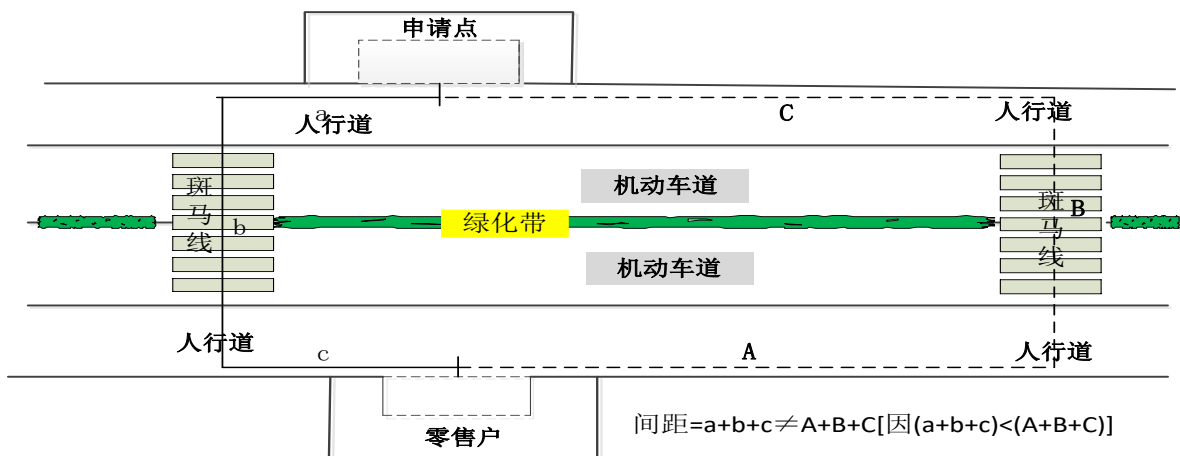 申请点
a
人行道
C
人行道
斑马线
机动车道
斑马线
B
b
绿化带
机动车道
人行道
c
A
人行道
零售户
间距=a+b+c≠A+B+C[因(a+b+c)<(A+B+C)]